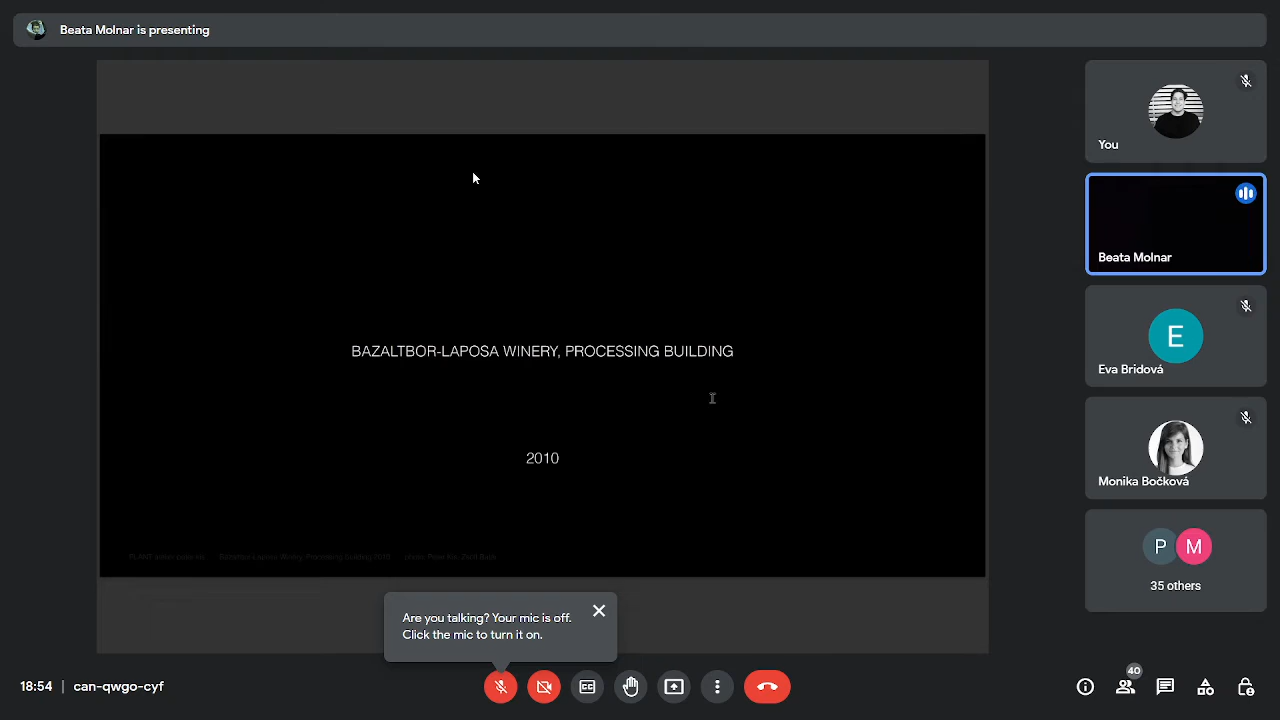 Beata Molnar is presenting
You
BAZALTBOR-LAPOSA WINERY, PROCESSING BUILDING
2010
Beata Molnar
E
Eva Bridová
Monika Bočková
P M
35 others
Are you talking? Your mic is off.
Click the mic to turn it on.
18:54 | can-qwgo-cyf
40